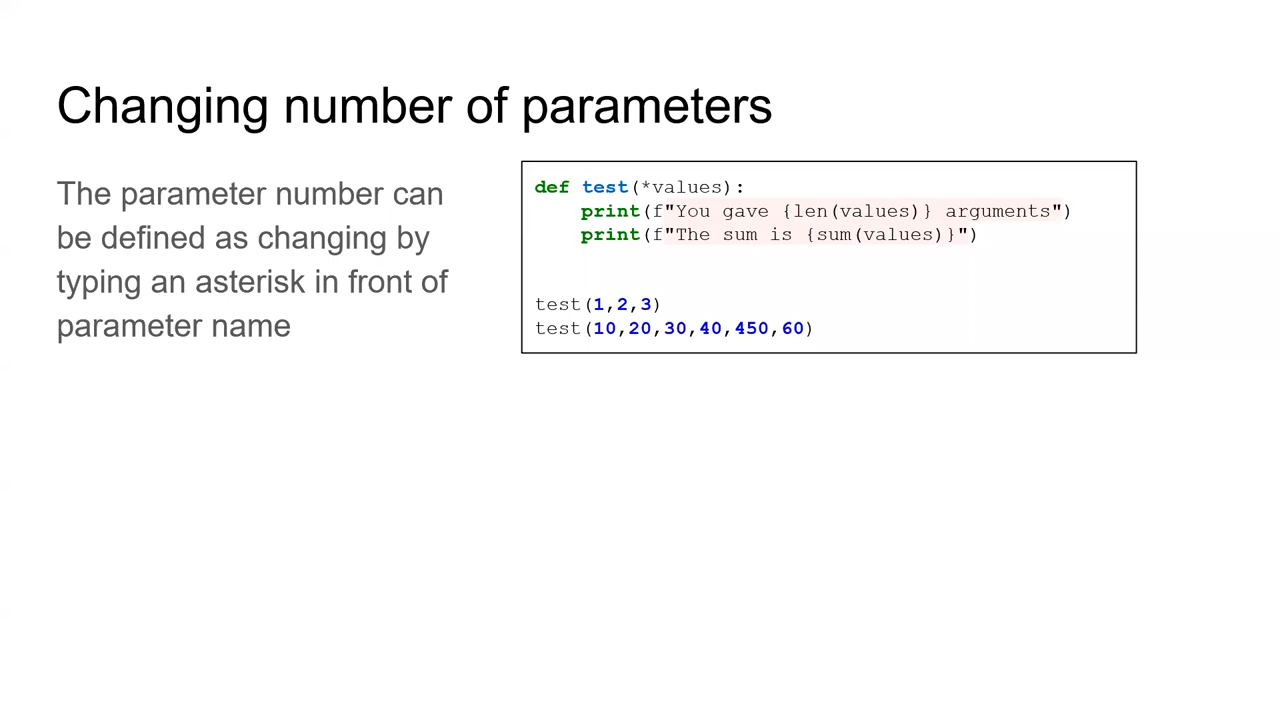 Changing number of parameters
The parameter number can
be defined as changing by
typing an asterisk in front of
parameter name
def test(*values):
    print(f"You gave {len(values)} arguments")
    print(f"The sum is {sum(values)}")
test(1,2,3)
test(10,20,30,40,450,60)